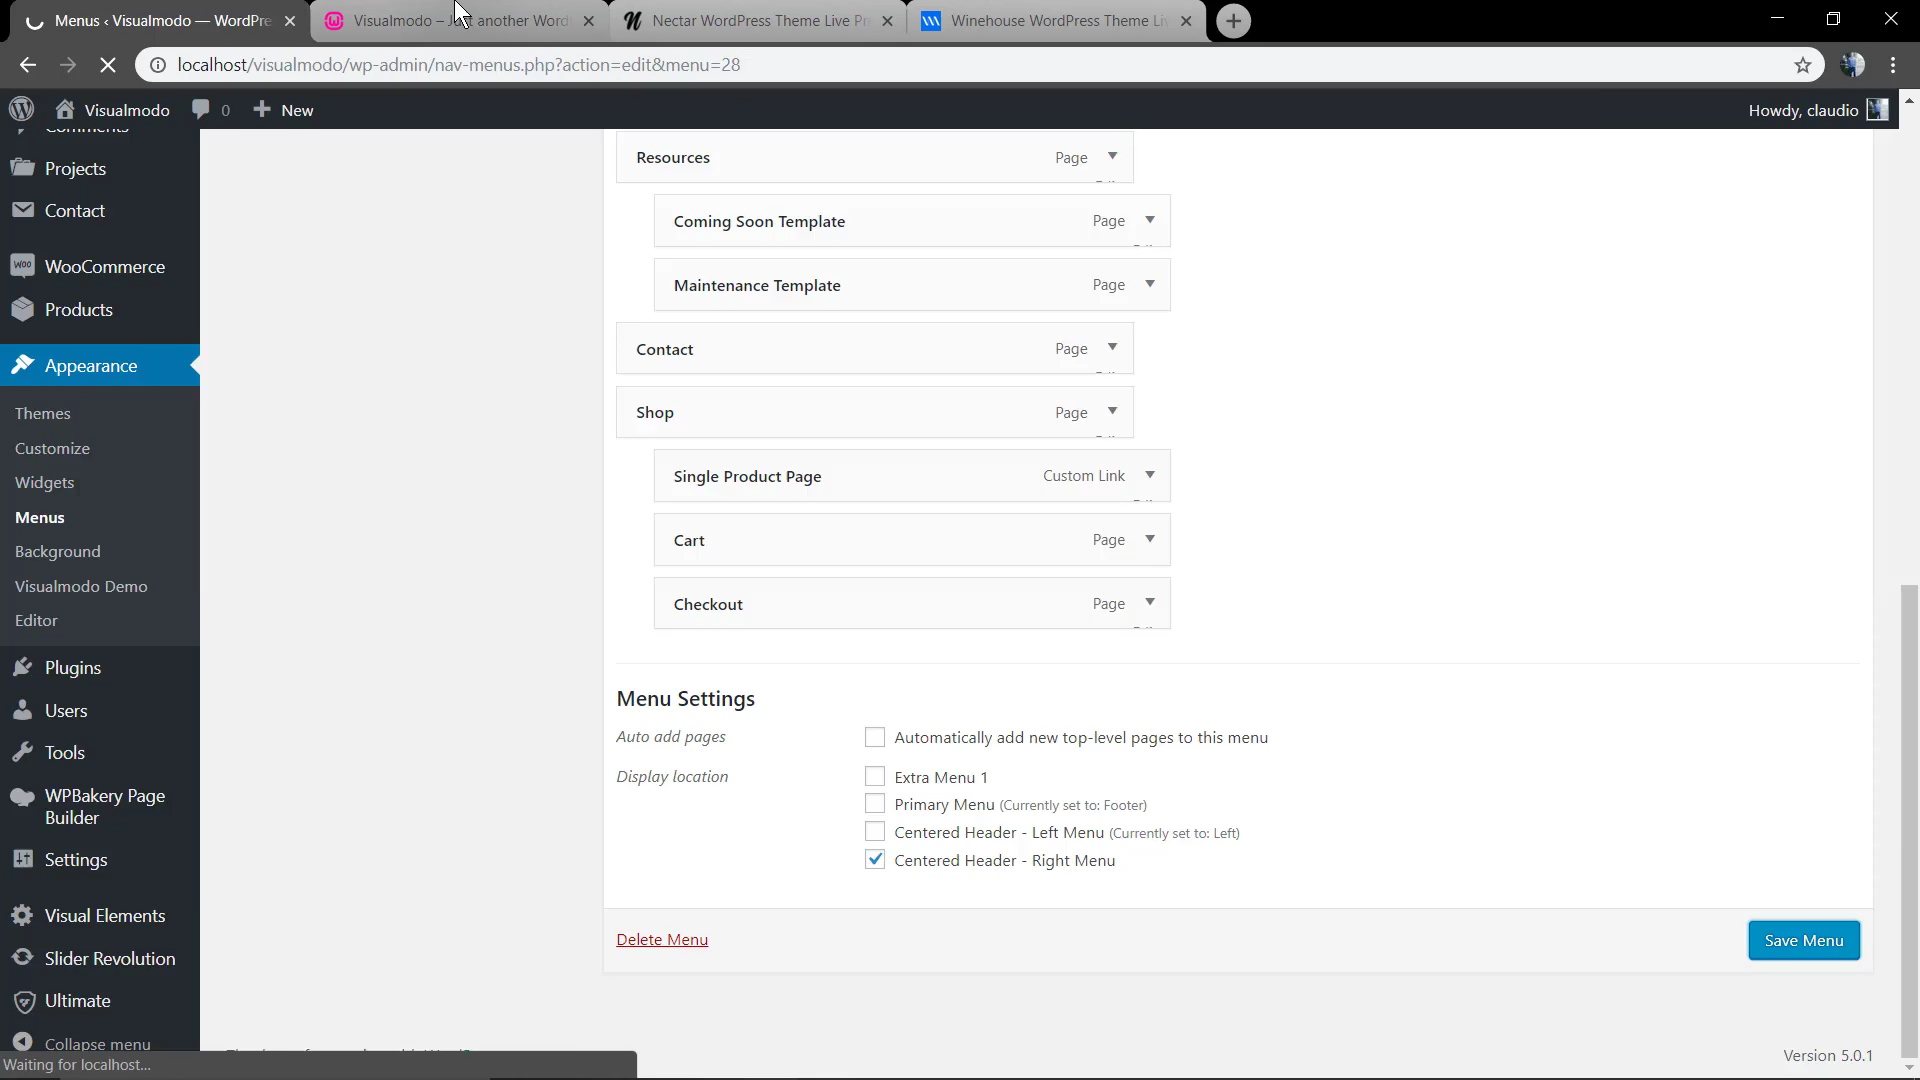 Menus ‹ Visualmodo — WordPre
Visualmodo – Just another Word
Nectar WordPress Theme Live Pr
Winehouse WordPress Theme Li
localhost/visualmodo/wp-admin/nav-menus.php?action=edit&menu=28
Visualmodo
0
New
Howdy, claudio
Comments
Projects
Contact
WooCommerce
Products
Appearance
Themes
Customize
Widgets
Menus
Background
Visualmodo Demo
Editor
Plugins
Users
Tools
WPBakery Page
Builder
Settings
Visual Elements
Slider Revolution
Ultimate
Collapse menu
Waiting for localhost...
Resources Page
Coming Soon Template Page
Maintenance Template Page
Contact Page
Shop Page
Single Product Page Custom Link
Cart Page
Checkout Page
Menu Settings
Auto add pages
Automatically add new top-level pages to this menu
Display location
Extra Menu 1
Primary Menu (Currently set to: Footer)
Centered Header - Left Menu (Currently set to: Left)
Centered Header - Right Menu
Delete Menu
Save Menu
Version 5.0.1